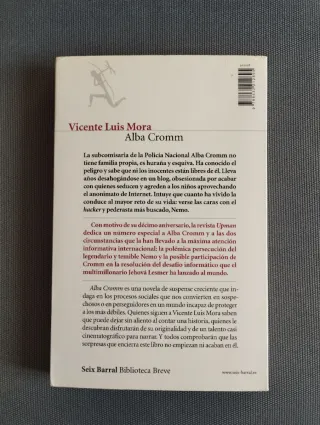 Vicente Luis Mora
Alba Cromm
La subcomisaria de la Policía Nacional Alba Cromm no
tiene familia propia, es huraña y esquiva. Ha conocido el
peligro y sabe que ni los inocentes están libres de él. Lleva
años desahogándose en un blog, obsesionada por acabar
con quienes seducen y agreden a los niños aprovechando
el anonimato de Internet. Intuye que cuanto ha vivido la
conduce al mayor reto de su vida: verse las caras con el
hacker y pederasta más buscado, Nemo.
Con motivo de su décimo aniversario, la revista Upman
dedica un número especial a Alba Cromm y a las dos
circunstancias que la han llevado a la máxima atención
informativa internacional: la polémica persecución del
legendario y temible Nemo y la posible participación de
Cromm en la resolución del desafío informático que el
multimillonario Jehová Lesmer ha lanzado al mundo.
Alba Cromm es una novela de suspense creciente que in-
daga en los procesos sociales que nos convierten en sospe-
chosos o en perseguidores en un mundo incapaz de proteger
a los más débiles. Quienes siguen a Vicente Luis Mora saben
que puede dejar sin aliento al contar una historia, quienes le
descubran disfrutarán de su originalidad y de un talento casi
cinematográfico para narrar. Y todos comprobarán que las
sorpresas que encierra este libro no empiezan ni acaban en él.
Seix Barral Biblioteca Breve
www.seix-barral.es